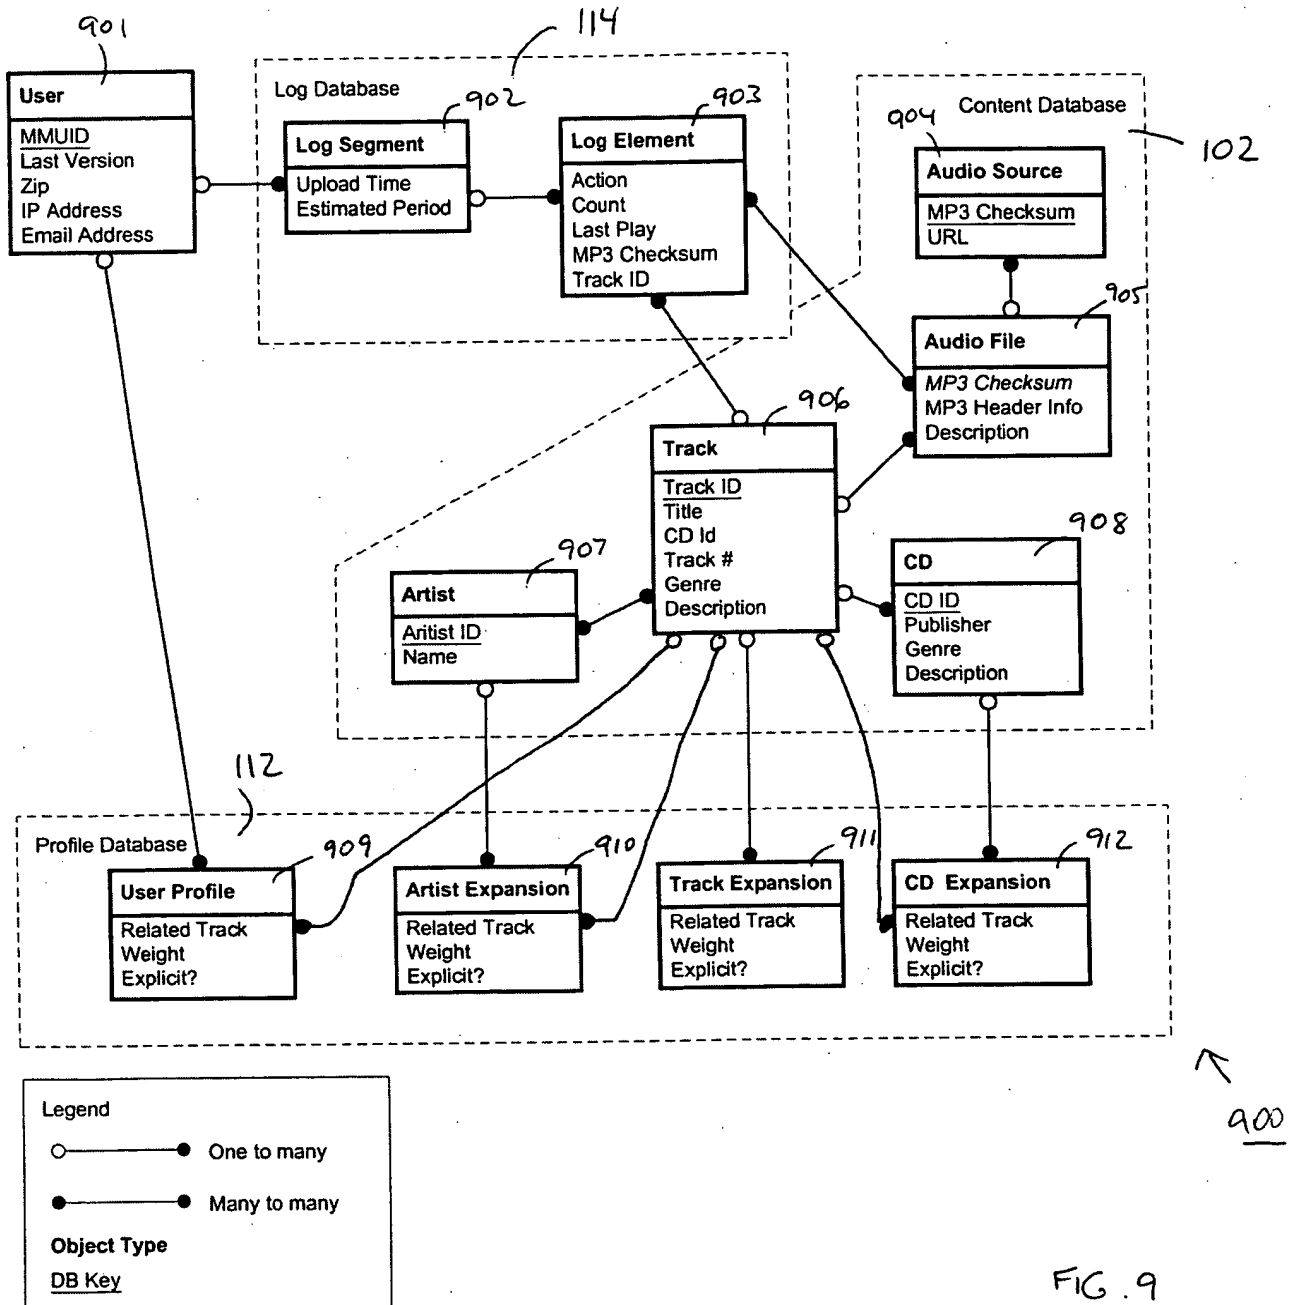 901
114
User
MMUID
Last Version
Zip
IP Address
Email Address
Log Database
902
Log Segment
Upload Time
Estimated Period
903
Log Element
Action
Count
Last Play
MP3 Checksum
Track ID
Content Database
102
904
Audio Source
MP3 Checksum
URL
905
Audio File
MP3 Checksum
MP3 Header Info
Description
906
Track
Track ID
Title
CD Id
Track #
Genre
Description
907
Artist
Aritist ID
Name
908
CD
CD ID
Publisher
Genre
Description
112
Profile Database
909
User Profile
Related Track
Weight
Explicit?
910
Artist Expansion
Related Track
Weight
Explicit?
911
Track Expansion
Related Track
Weight
Explicit?
912
CD Expansion
Related Track
Weight
Explicit?
900
Legend
One to many
Many to many
Object Type
DB Key
FIG. 9